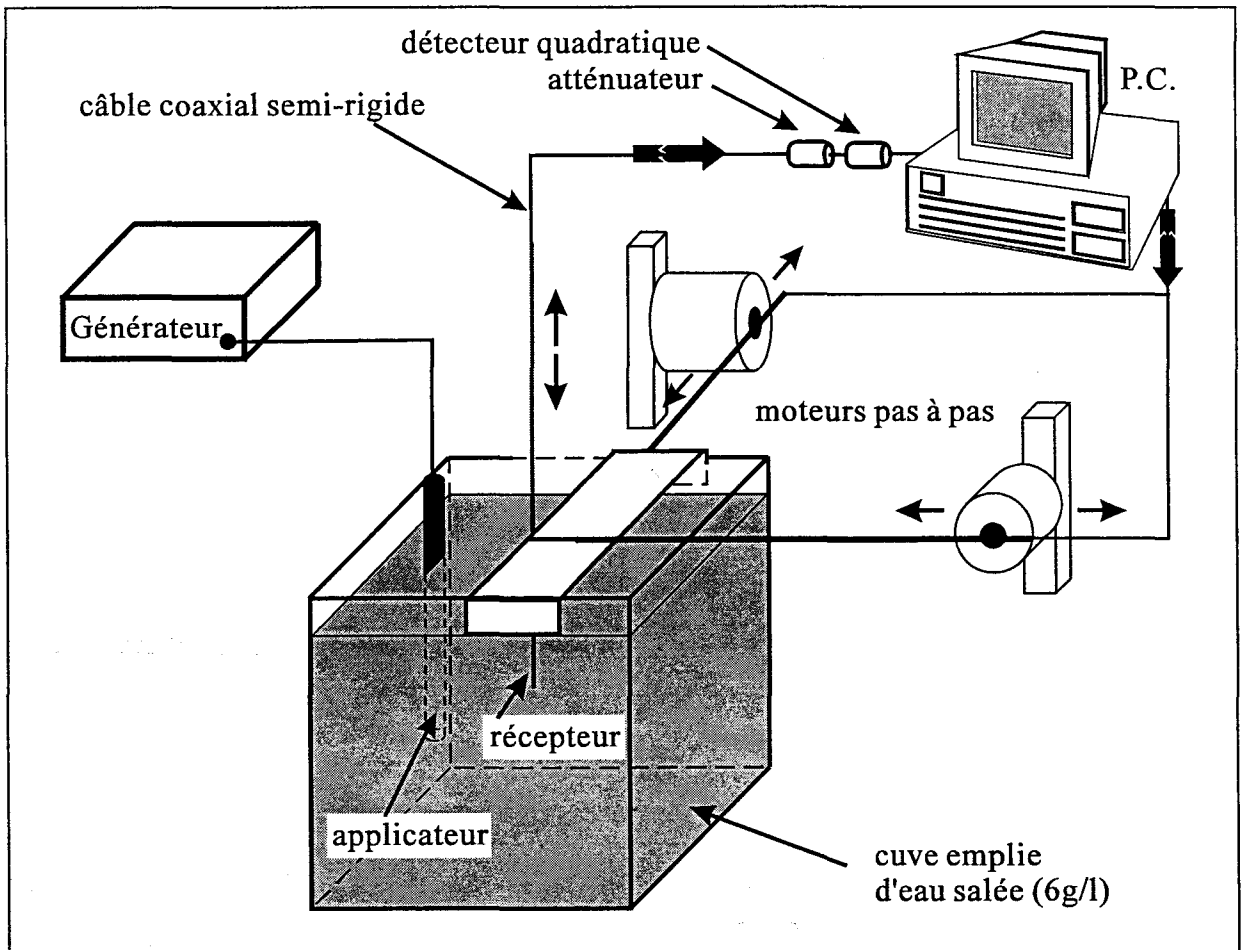 détecteur quadratique
atténuateur
P.C.
câble coaxial semi-rigide
Générateur
moteurs pas à pas
récepteur
applicateur
cuve emplie
d'eau salée (6g/l)